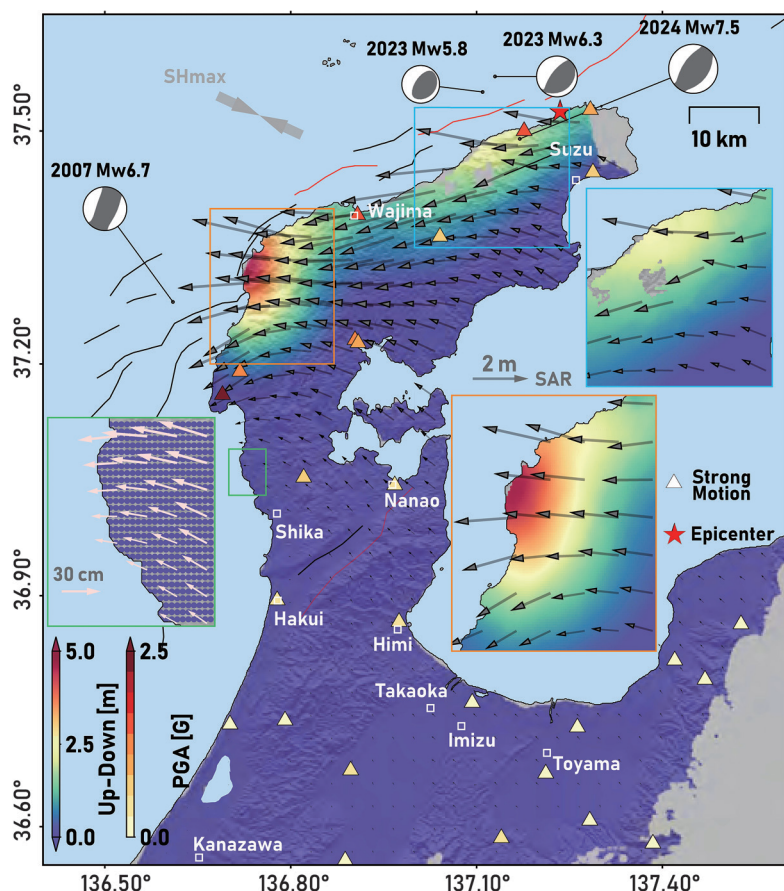 2023 Mw6.3
2024 Mw7.5
2023 Mw5.8
SHmax
37.50°
10 km
Suzu
2007 Mw6.7
Wajima
37.20°
2 m
SAR
Strong
Motion
Nanao
Shika
Epicenter
30 cm
36.90°
Hakui
Himi
5.0
2.5
Up-Down [m]
PGA [G]
0.0
0.0
Takaoka
Imizu
Toyama
36.60°
Kanazawa
136.50°
136.80°
137.10°
137.40°